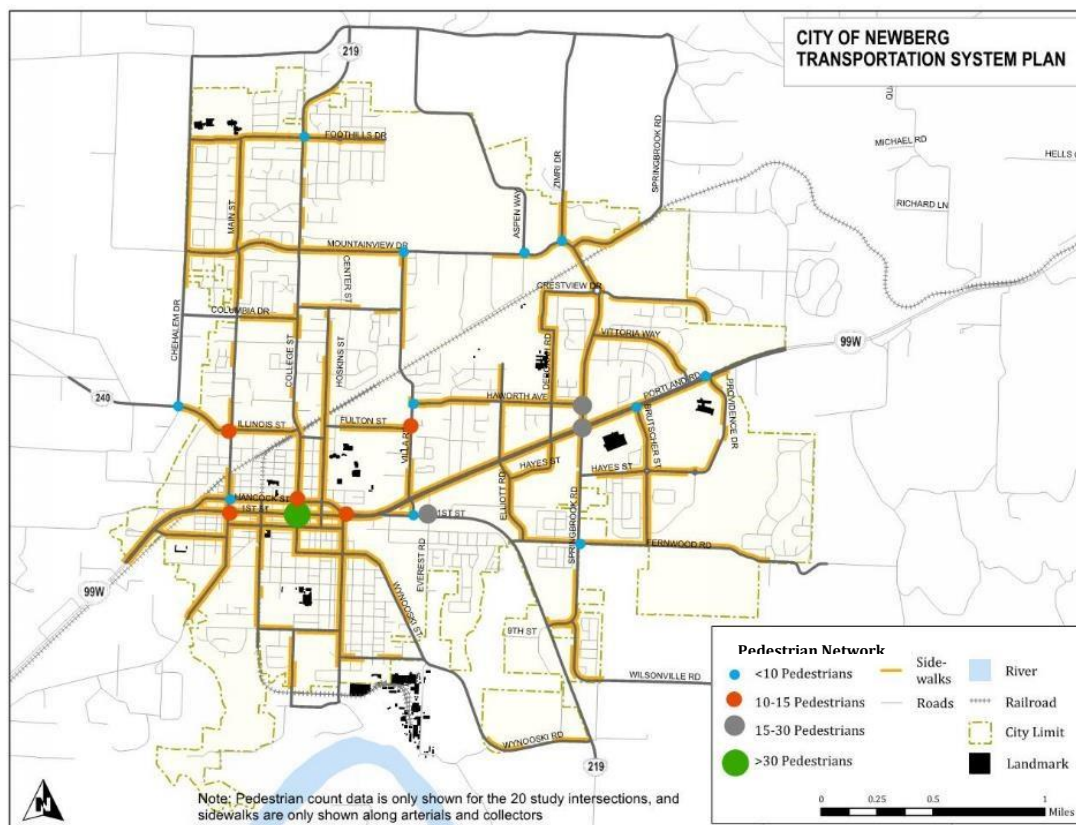 CITY OF NEWBERG
TRANSPORTATION SYSTEM PLAN
219
FOOTHILLS DR
MAIN ST
ZIMRI DR
SPRINGBROOK RD
MICHAEL RD
HELLS
RICHARD LN
ASPEN WAY
MOUNTAINVIEW DR
CENTER ST
CRESTVIEW DR
CHEHALEM DR
COLUMBIA DR
COLLEGE ST
HOSKINS ST
VITTORIA WAY
99W
PORTLAND RD
PROVIDENCE DR
240
HAWORTH AVE
ILLINOIS ST
FULTON ST
BRUTSCHER ST
HAYES ST
HAYES ST
HANCOCK ST
1ST ST
1ST ST
ELLIOTT RD
SPRINGBROOK RD
FERNWOOD RD
EVEREST RD
99W
WYNOOSKI ST
9TH ST
WILSONVILLE RD
WYNOOSKI RD
219
Pedestrian Network
<10 Pedestrians
10-15 Pedestrians
15-30 Pedestrians
>30 Pedestrians
Side-
walks
Roads
River
Railroad
City Limit
Landmark
0 0.25 0.5 1
Miles
N
Note: Pedestrian count data is only shown for the 20 study intersections, and
sidewalks are only shown along arterials and collectors